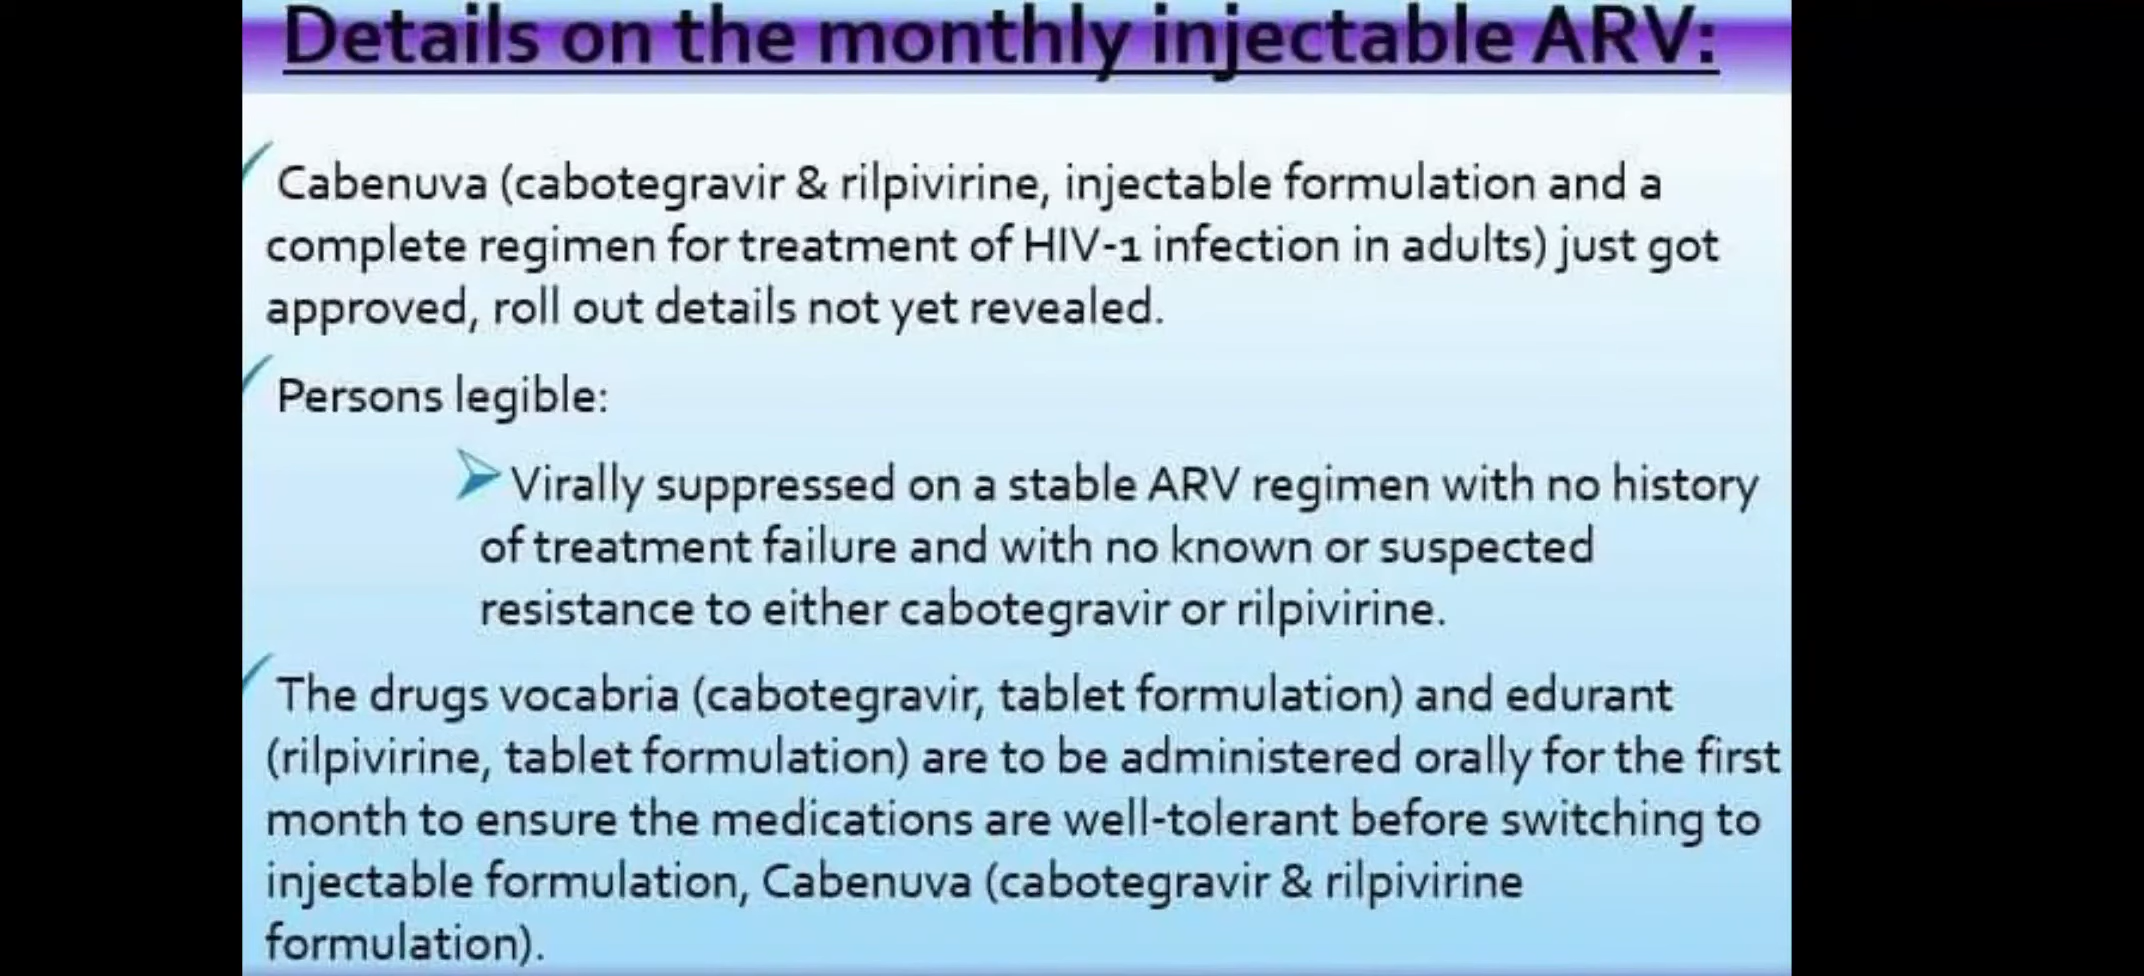 Details on the monthly injectable ARV:
Cabenuva (cabotegravir & rilpivirine, injectable formulation and a
complete regimen for treatment of HIV-1 infection in adults) just got
approved, roll out details not yet revealed.
Persons legible:
Virally suppressed on a stable ARV regimen with no history
of treatment failure and with no known or suspected
resistance to either cabotegravir or rilpivirine.
The drugs vocabria (cabotegravir, tablet formulation) and edurant
(rilpivirine, tablet formulation) are to be administered orally for the first
month to ensure the medications are well-tolerant before switching to
injectable formulation, Cabenuva (cabotegravir & rilpivirine
formulation).